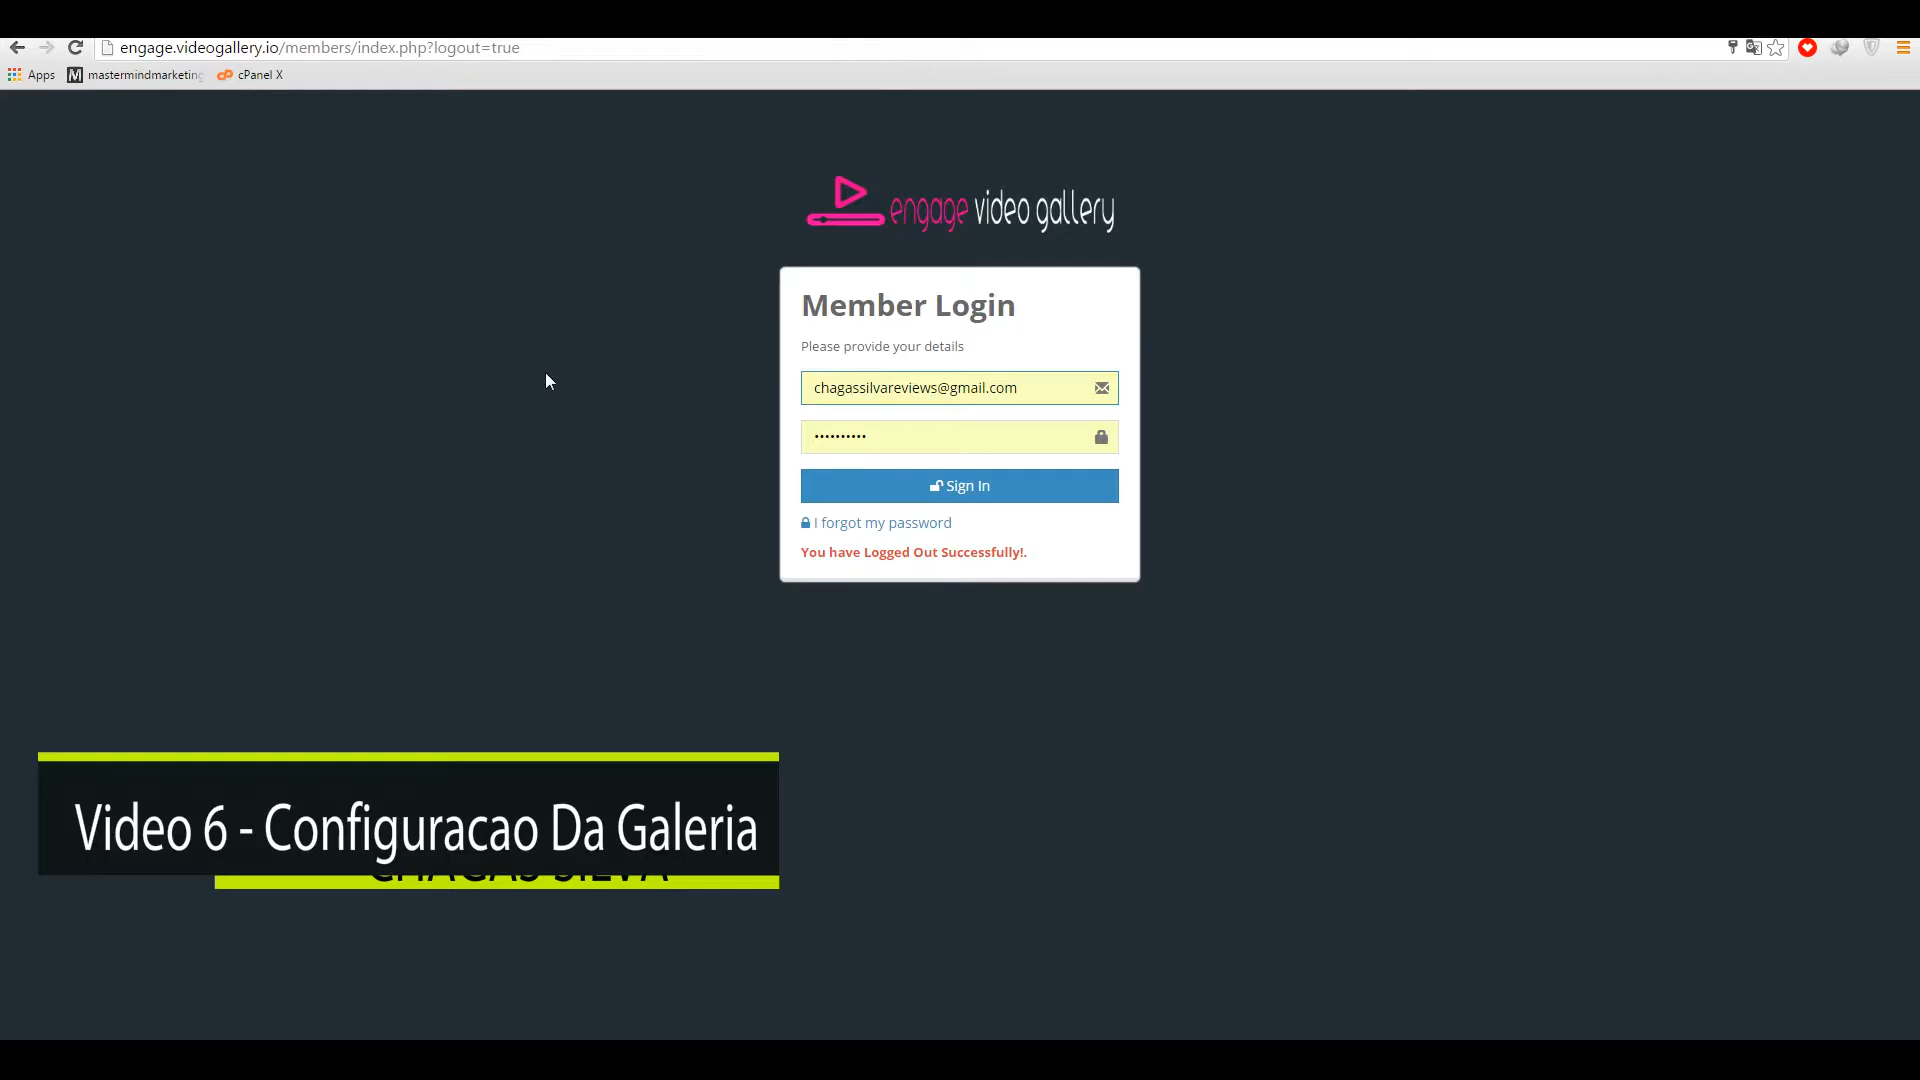 engage.videogallery.io/members/index.php?logout=true
Apps
mastermindmarketing
cPanel X
engage video gallery
Member Login
Please provide your details
chagassilvareviews@gmail.com
••••••••••
Sign In
I forgot my password
You have Logged Out Successfully!.
Video 6 - Configuracao Da Galeria
CHAGAS SILVA